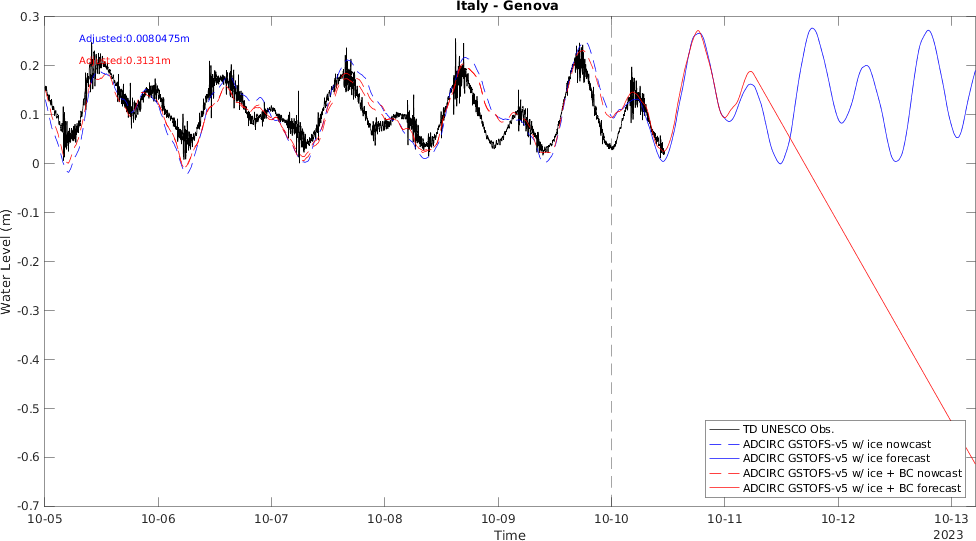 Italy - Genova
Adjusted:0.0080475m
Adjusted:0.3131m
0.3
0.2
0.1
0
-0.1
-0.2
-0.3
-0.4
-0.5
-0.6
-0.7
Water Level (m)
TD UNESCO Obs.
ADCIRC GSTOFS-v5 w/ ice nowcast
ADCIRC GSTOFS-v5 w/ ice forecast
ADCIRC GSTOFS-v5 w/ ice + BC nowcast
ADCIRC GSTOFS-v5 w/ ice + BC forecast
10-05 10-06 10-07 10-08 10-09 10-10 10-11 10-12 10-13
2023
Time